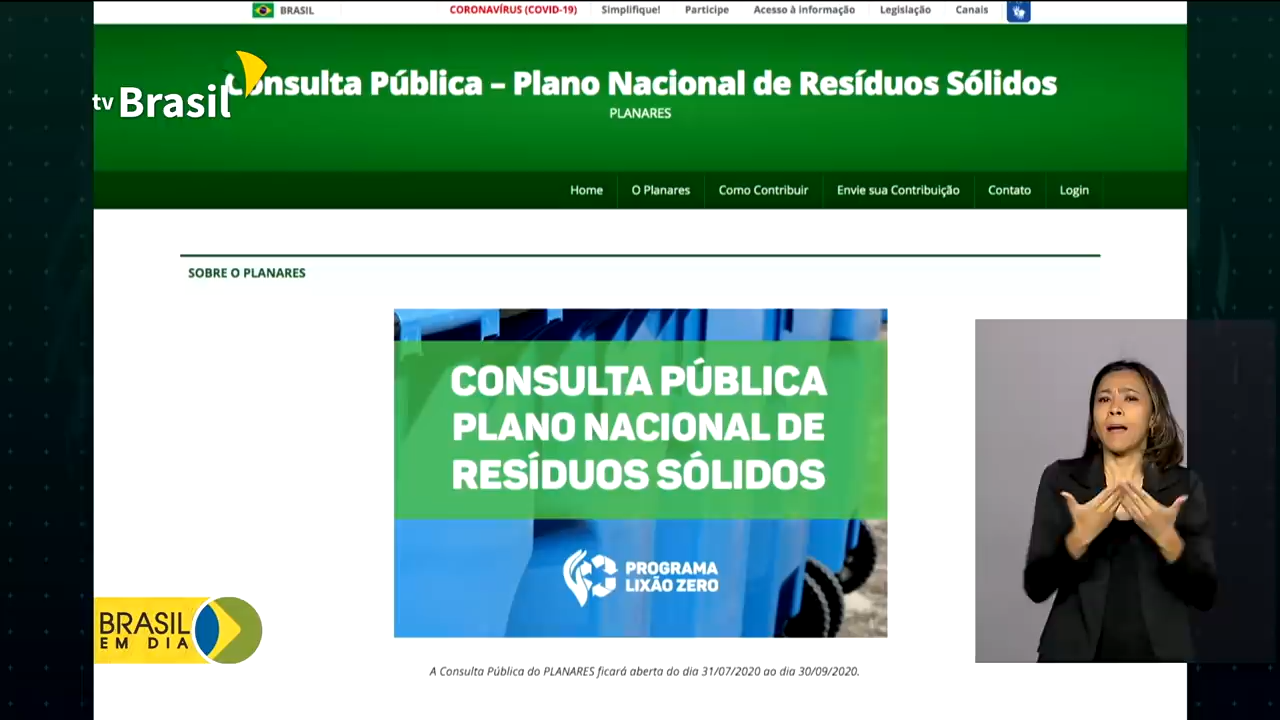 BRASIL
CORONAVÍRUS (COVID-19)
Simplifique!
Participe
Acesso à informação
Legislação
Canais
Consulta Pública – Plano Nacional de Resíduos Sólidos
PLANARES
tv Brasil
Home
O Planares
Como Contribuir
Envie sua Contribuição
Contato
Login
SOBRE O PLANARES
CONSULTA PÚBLICA
PLANO NACIONAL DE
RESÍDUOS SÓLIDOS
PROGRAMA
LIXÃO ZERO
BRASIL
EM DIA
A Consulta Pública do PLANARES ficará aberta do dia 31/07/2020 ao dia 30/09/2020.